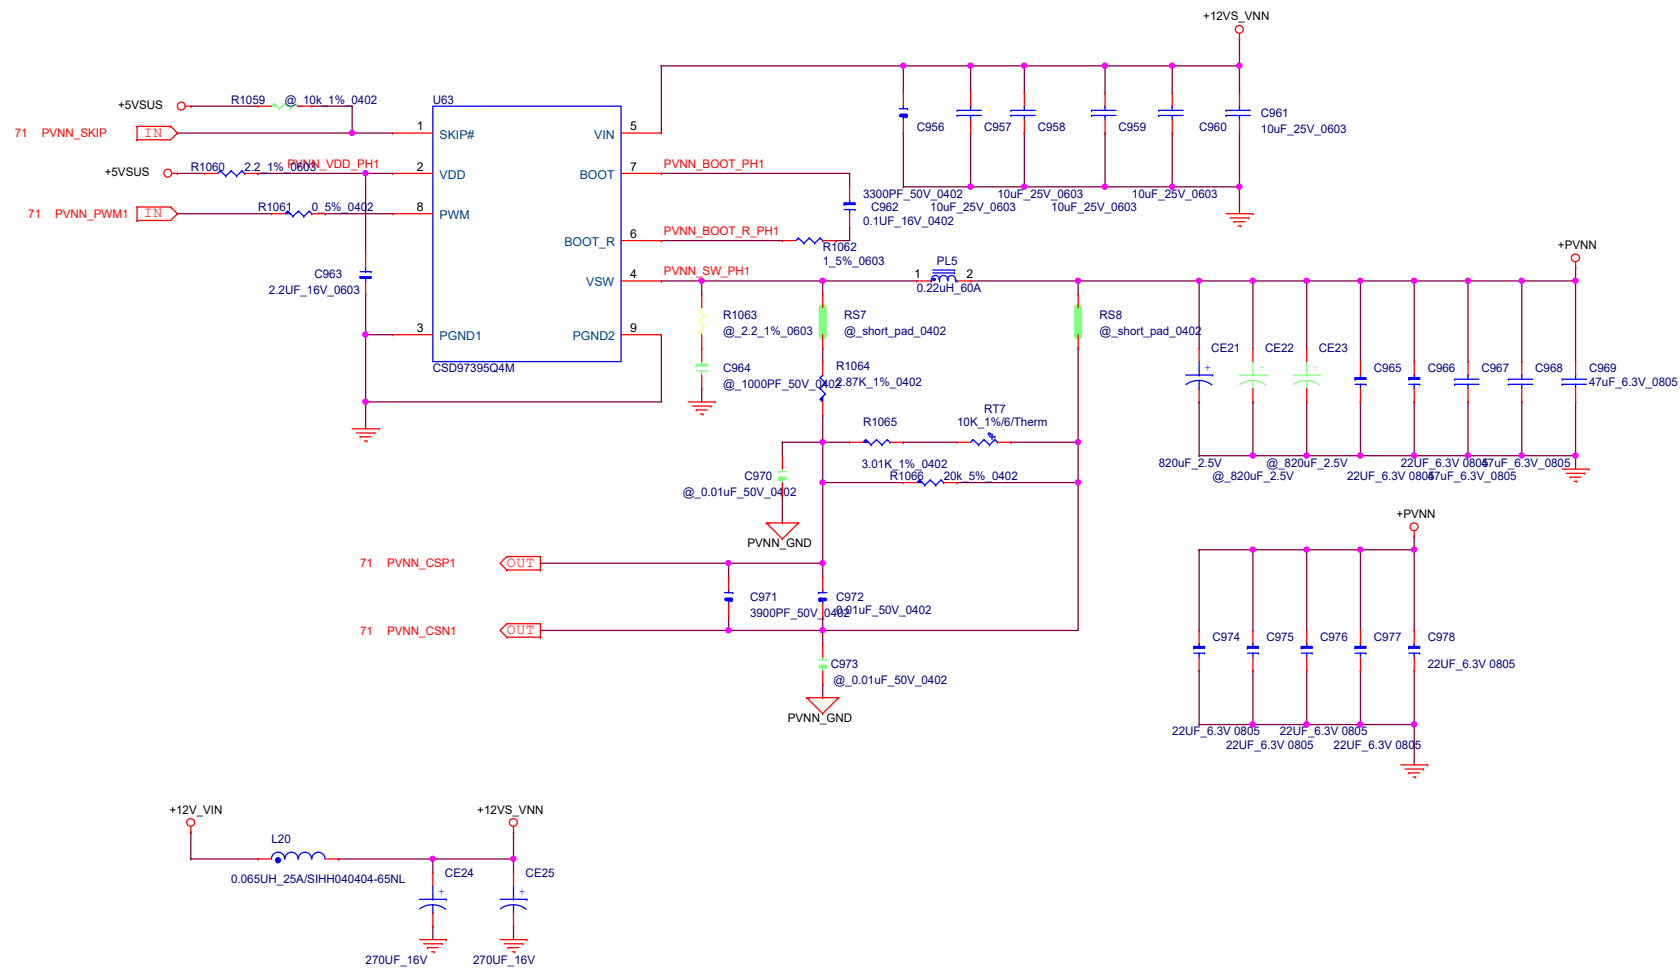 +12VS_VNN
+5VSUS
R1059
@_10k_1%_0402
U63
71 PVNN_SKIP
IN
1
SKIP#
VIN
5
C956
C957
C958
C959
C960
C961
10uF_25V_0603
+5VSUS
R1060
2.2_1%_0603
PVNN_VDD_PH1
2
VDD
BOOT
7
PVNN_BOOT_PH1
71 PVNN_PWM1
IN
R1061
0_5%_0402
8
PWM
3300PF_50V_0402
10uF_25V_0603
10uF_25V_0603
10uF_25V_0603
10uF_25V_0603
C962
0.1UF_16V_0402
BOOT_R
6
PVNN_BOOT_R_PH1
R1062
1_5%_0603
+PVNN
C963
2.2UF_16V_0603
VSW
4
PVNN_SW_PH1
1
PL5
2
0.22uH_60A
3
PGND1
PGND2
9
CSD97395Q4M
R1063
@_2.2_1%_0603
RS7
@_short_pad_0402
RS8
@_short_pad_0402
C964
@_1000PF_50V_0402
R1064
2.87K_1%_0402
CE21
+
CE22
+
CE23
+
C965
C966
C967
C968
C969
47uF_6.3V_0805
R1065
3.01K_1%_0402
RT7
10K_1%/6/Therm
820uF_2.5V
@_820uF_2.5V
@_820uF_2.5V
22UF_6.3V 0805
22UF_6.3V 0805
47uF_6.3V_0805
47uF_6.3V_0805
C970
@_0.01uF_50V_0402
R1066
20k_5%_0402
PVNN_GND
+PVNN
71 PVNN_CSP1
OUT
C971
3900PF_50V_0402
C972
0.01uF_50V_0402
71 PVNN_CSN1
OUT
C973
@_0.01uF_50V_0402
PVNN_GND
C974
C975
C976
C977
C978
22UF_6.3V 0805
22UF_6.3V 0805
22UF_6.3V 0805
22UF_6.3V 0805
22UF_6.3V 0805
+12V_VIN
+12VS_VNN
L20
0.065UH_25A/SIHH040404-65NL
CE24
+
CE25
+
270UF_16V
270UF_16V